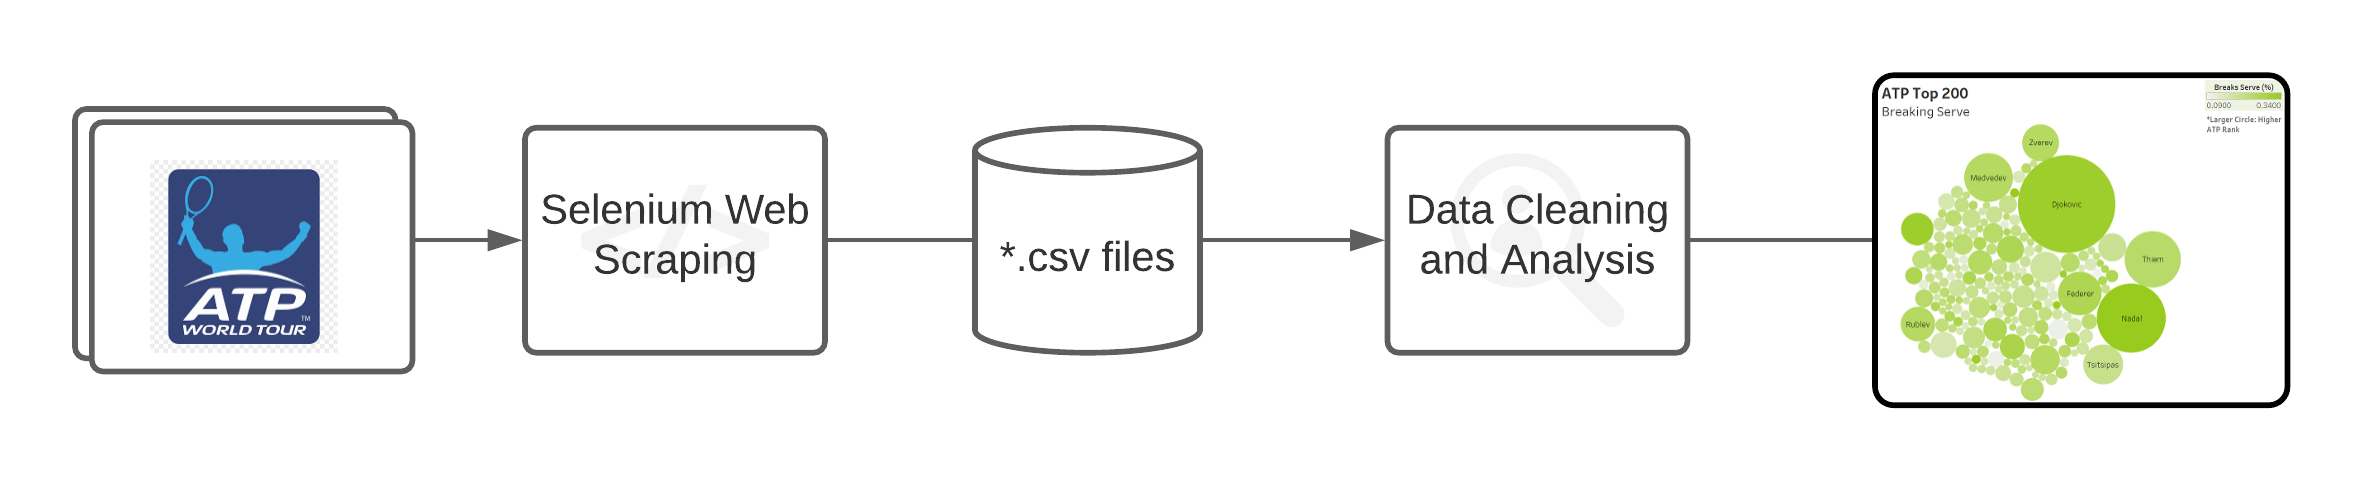 ATP
WORLD TOUR
TM
Selenium Web
Scraping
*.csv files
Data Cleaning
and Analysis
ATP Top 200
Breaking Serve
Breaks Serve (%)
0.0900 0.3400
*Larger Circle: Higher
ATP Rank
Zverev
Medvedev
Djokovic
Thiem
Federer
Nadal
Rublev
Tsitsipas